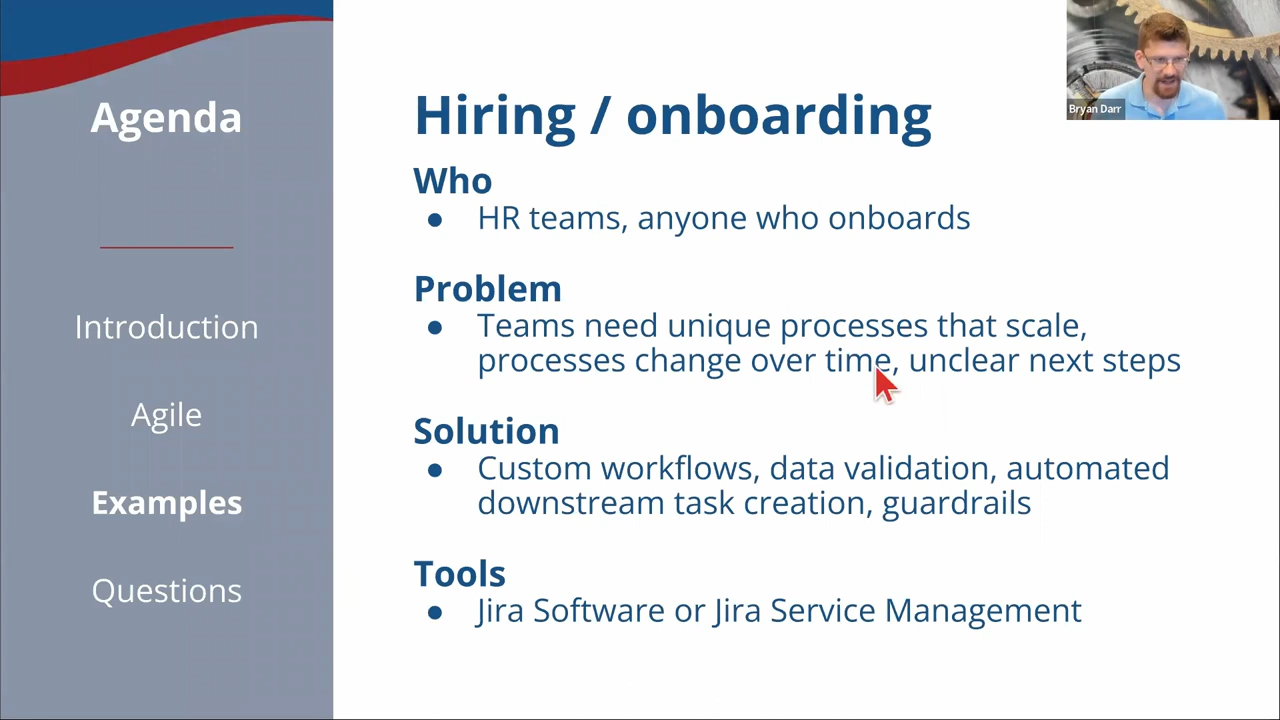 Agenda
Introduction
Agile
Examples
Questions
Hiring / onboarding
Who
● HR teams, anyone who onboards
Problem
● Teams need unique processes that scale,
processes change over time, unclear next steps
Solution
● Custom workflows, data validation, automated
downstream task creation, guardrails
Tools
● Jira Software or Jira Service Management
Bryan Darr